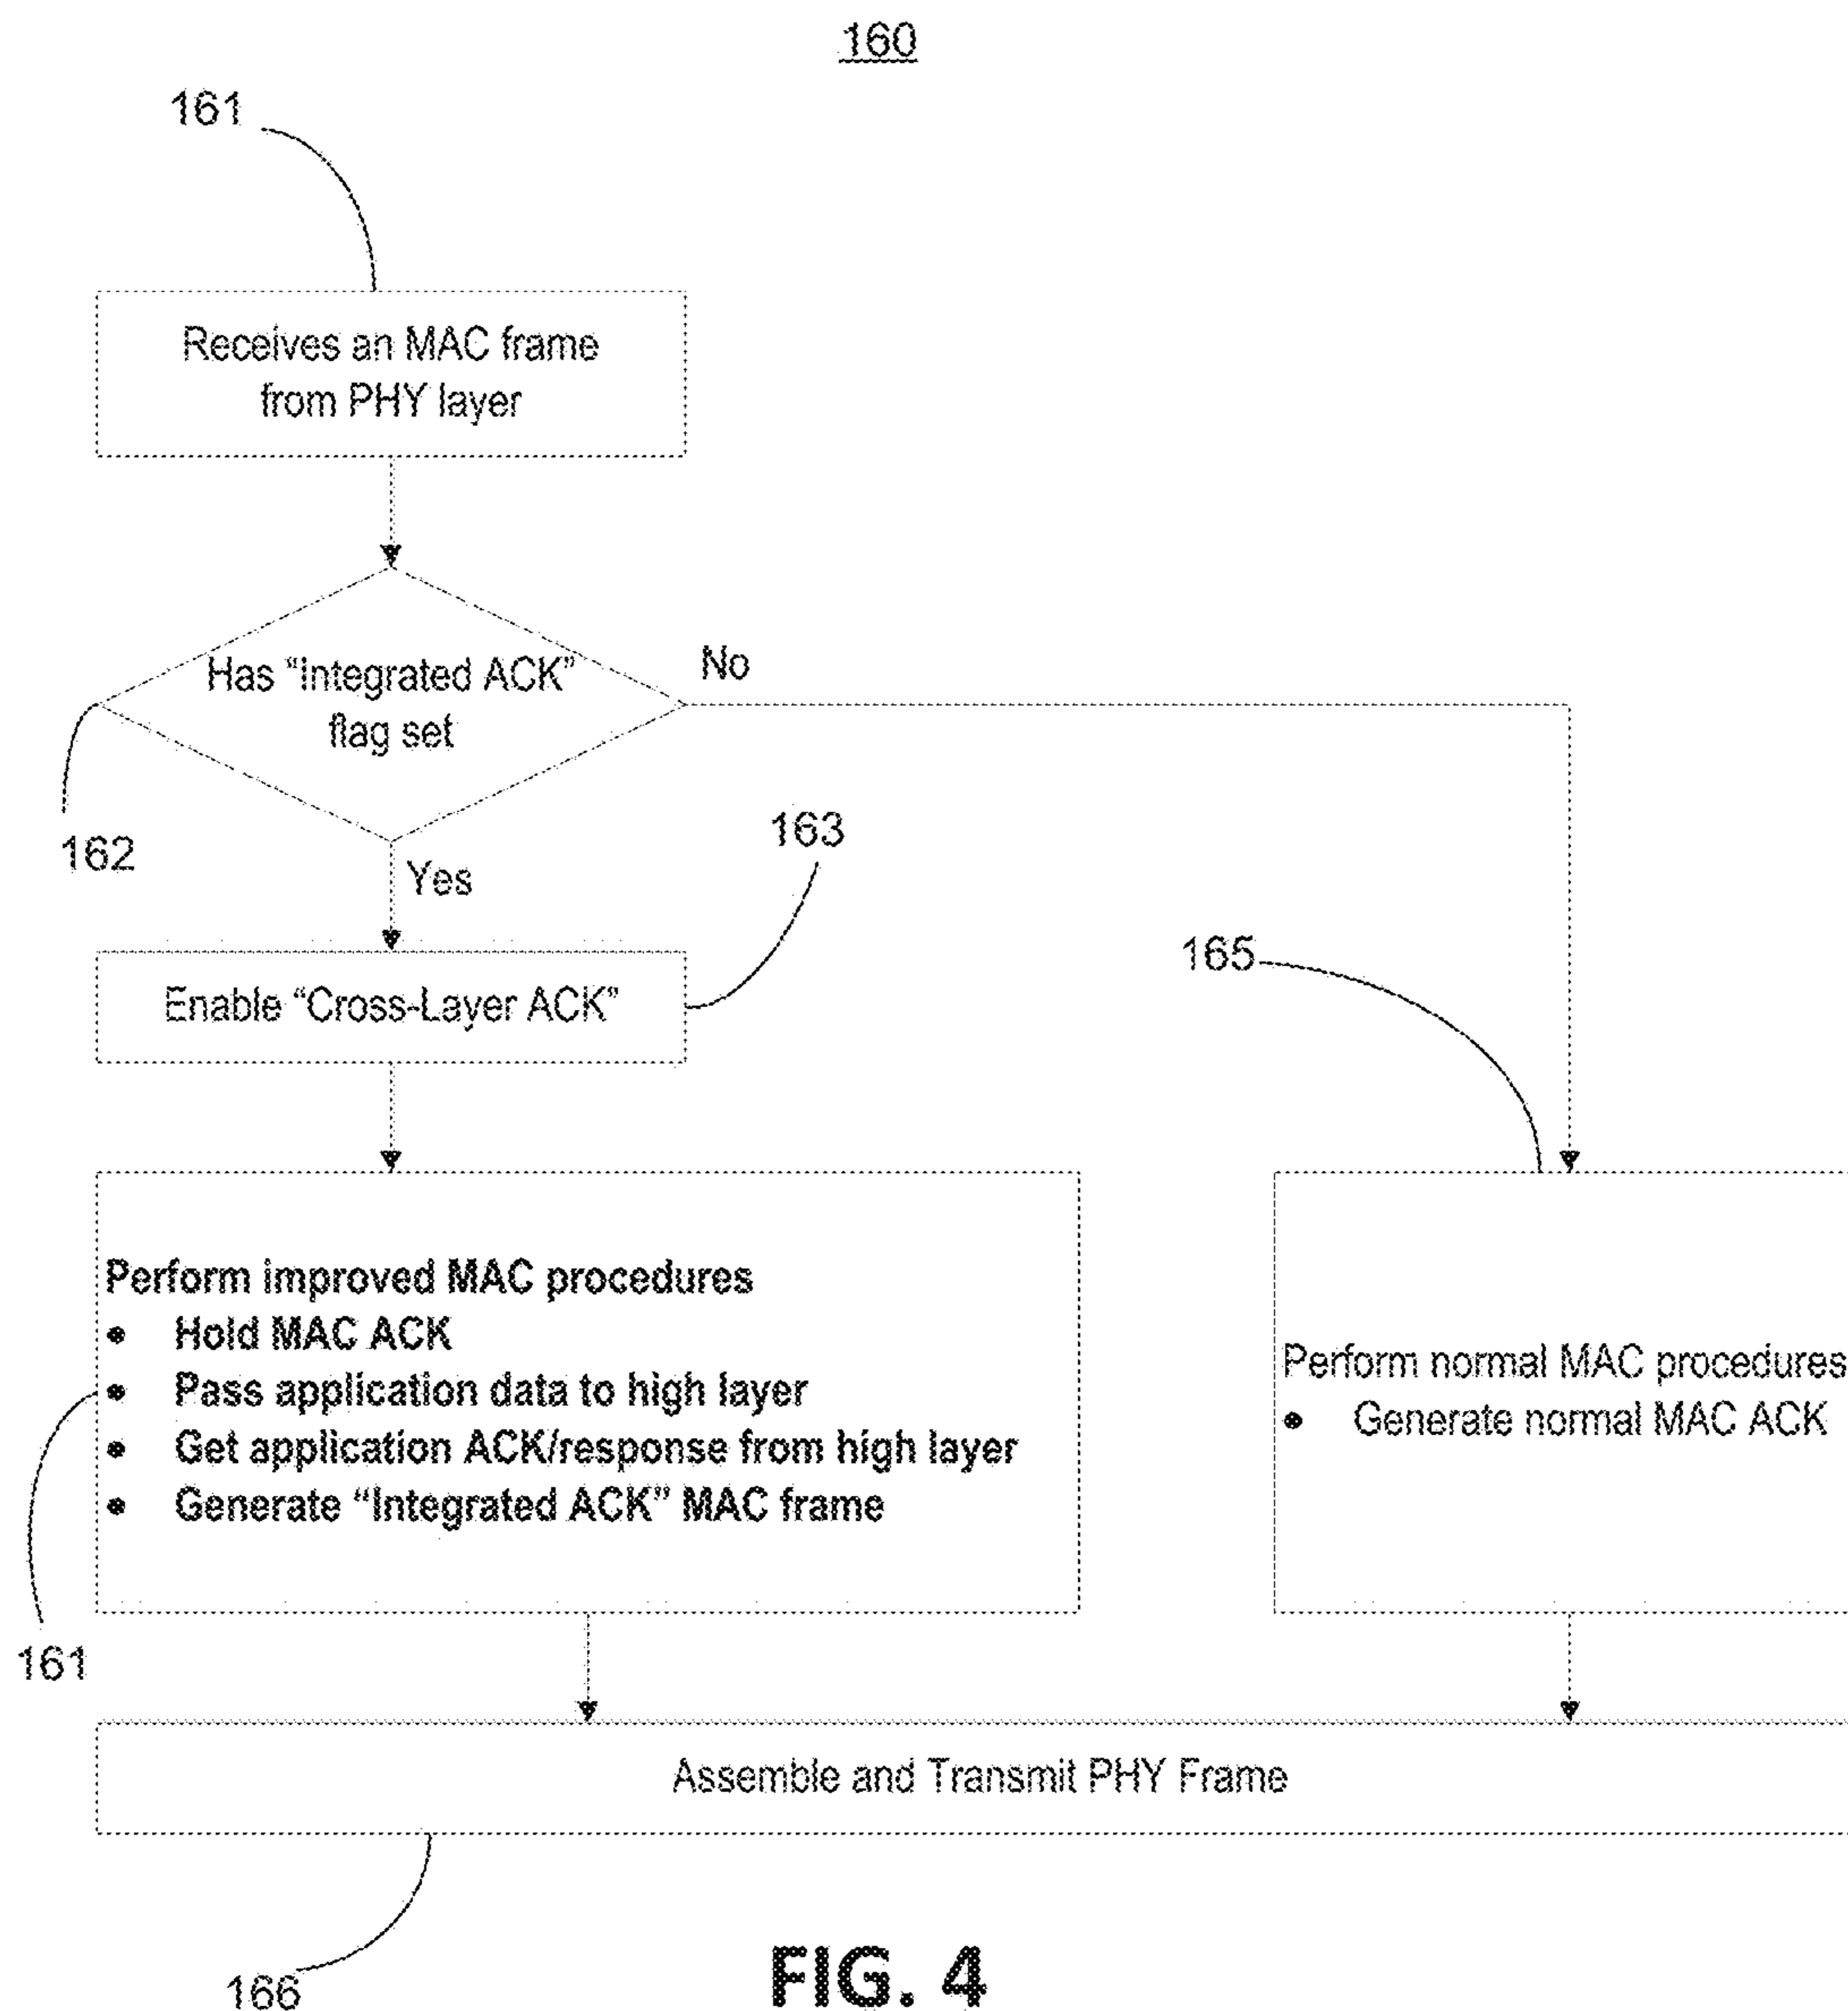 160
161
Receives an MAC frame
from PHY layer
Has “Integrated ACK”
flag set
No
162
Yes
163
Enable “Cross-Layer ACK”
165
Perform improved MAC procedures
• Hold MAC ACK
• Pass application data to high layer
• Get application ACK/response from high layer
• Generate “Integrated ACK” MAC frame
Perform normal MAC procedures
• Generate normal MAC ACK
161
Assemble and Transmit PHY Frame
166
FIG. 4